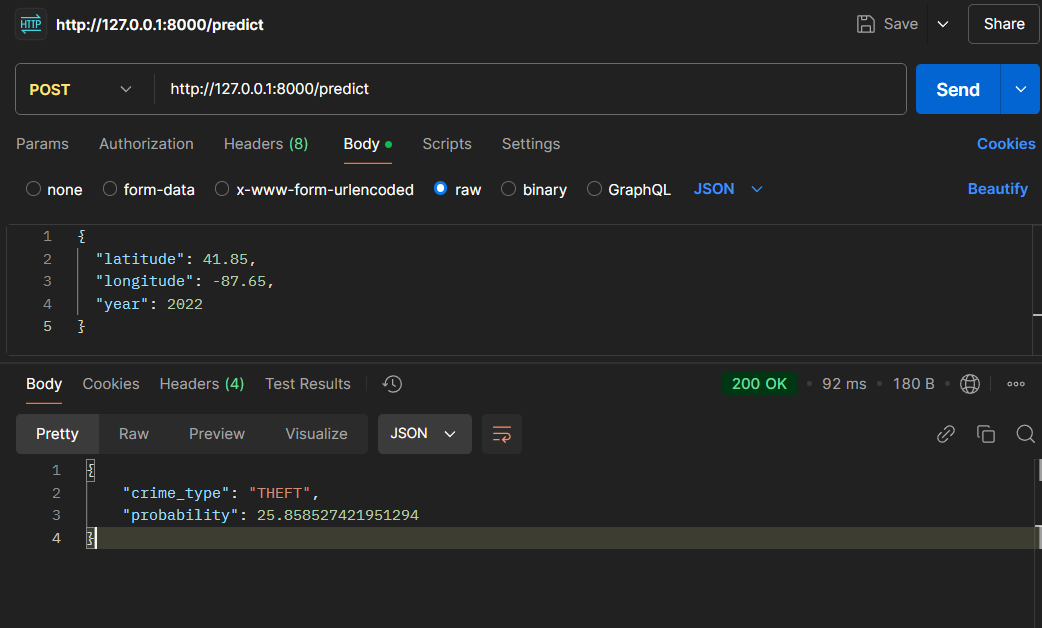 HTTP http://127.0.0.1:8000/predict Save Share
POST http://127.0.0.1:8000/predict Send
Params Authorization Headers (8) Body Scripts Settings Cookies
none form-data x-www-form-urlencoded raw binary GraphQL JSON Beautify
1 {
2 "latitude": 41.85,
3 "longitude": -87.65,
4 "year": 2022
5 }
Body Cookies Headers (4) Test Results 200 OK • 92 ms • 180 B •
Pretty Raw Preview Visualize JSON
1 {
2 "crime_type": "THEFT",
3 "probability": 25.858527421951294
4 }